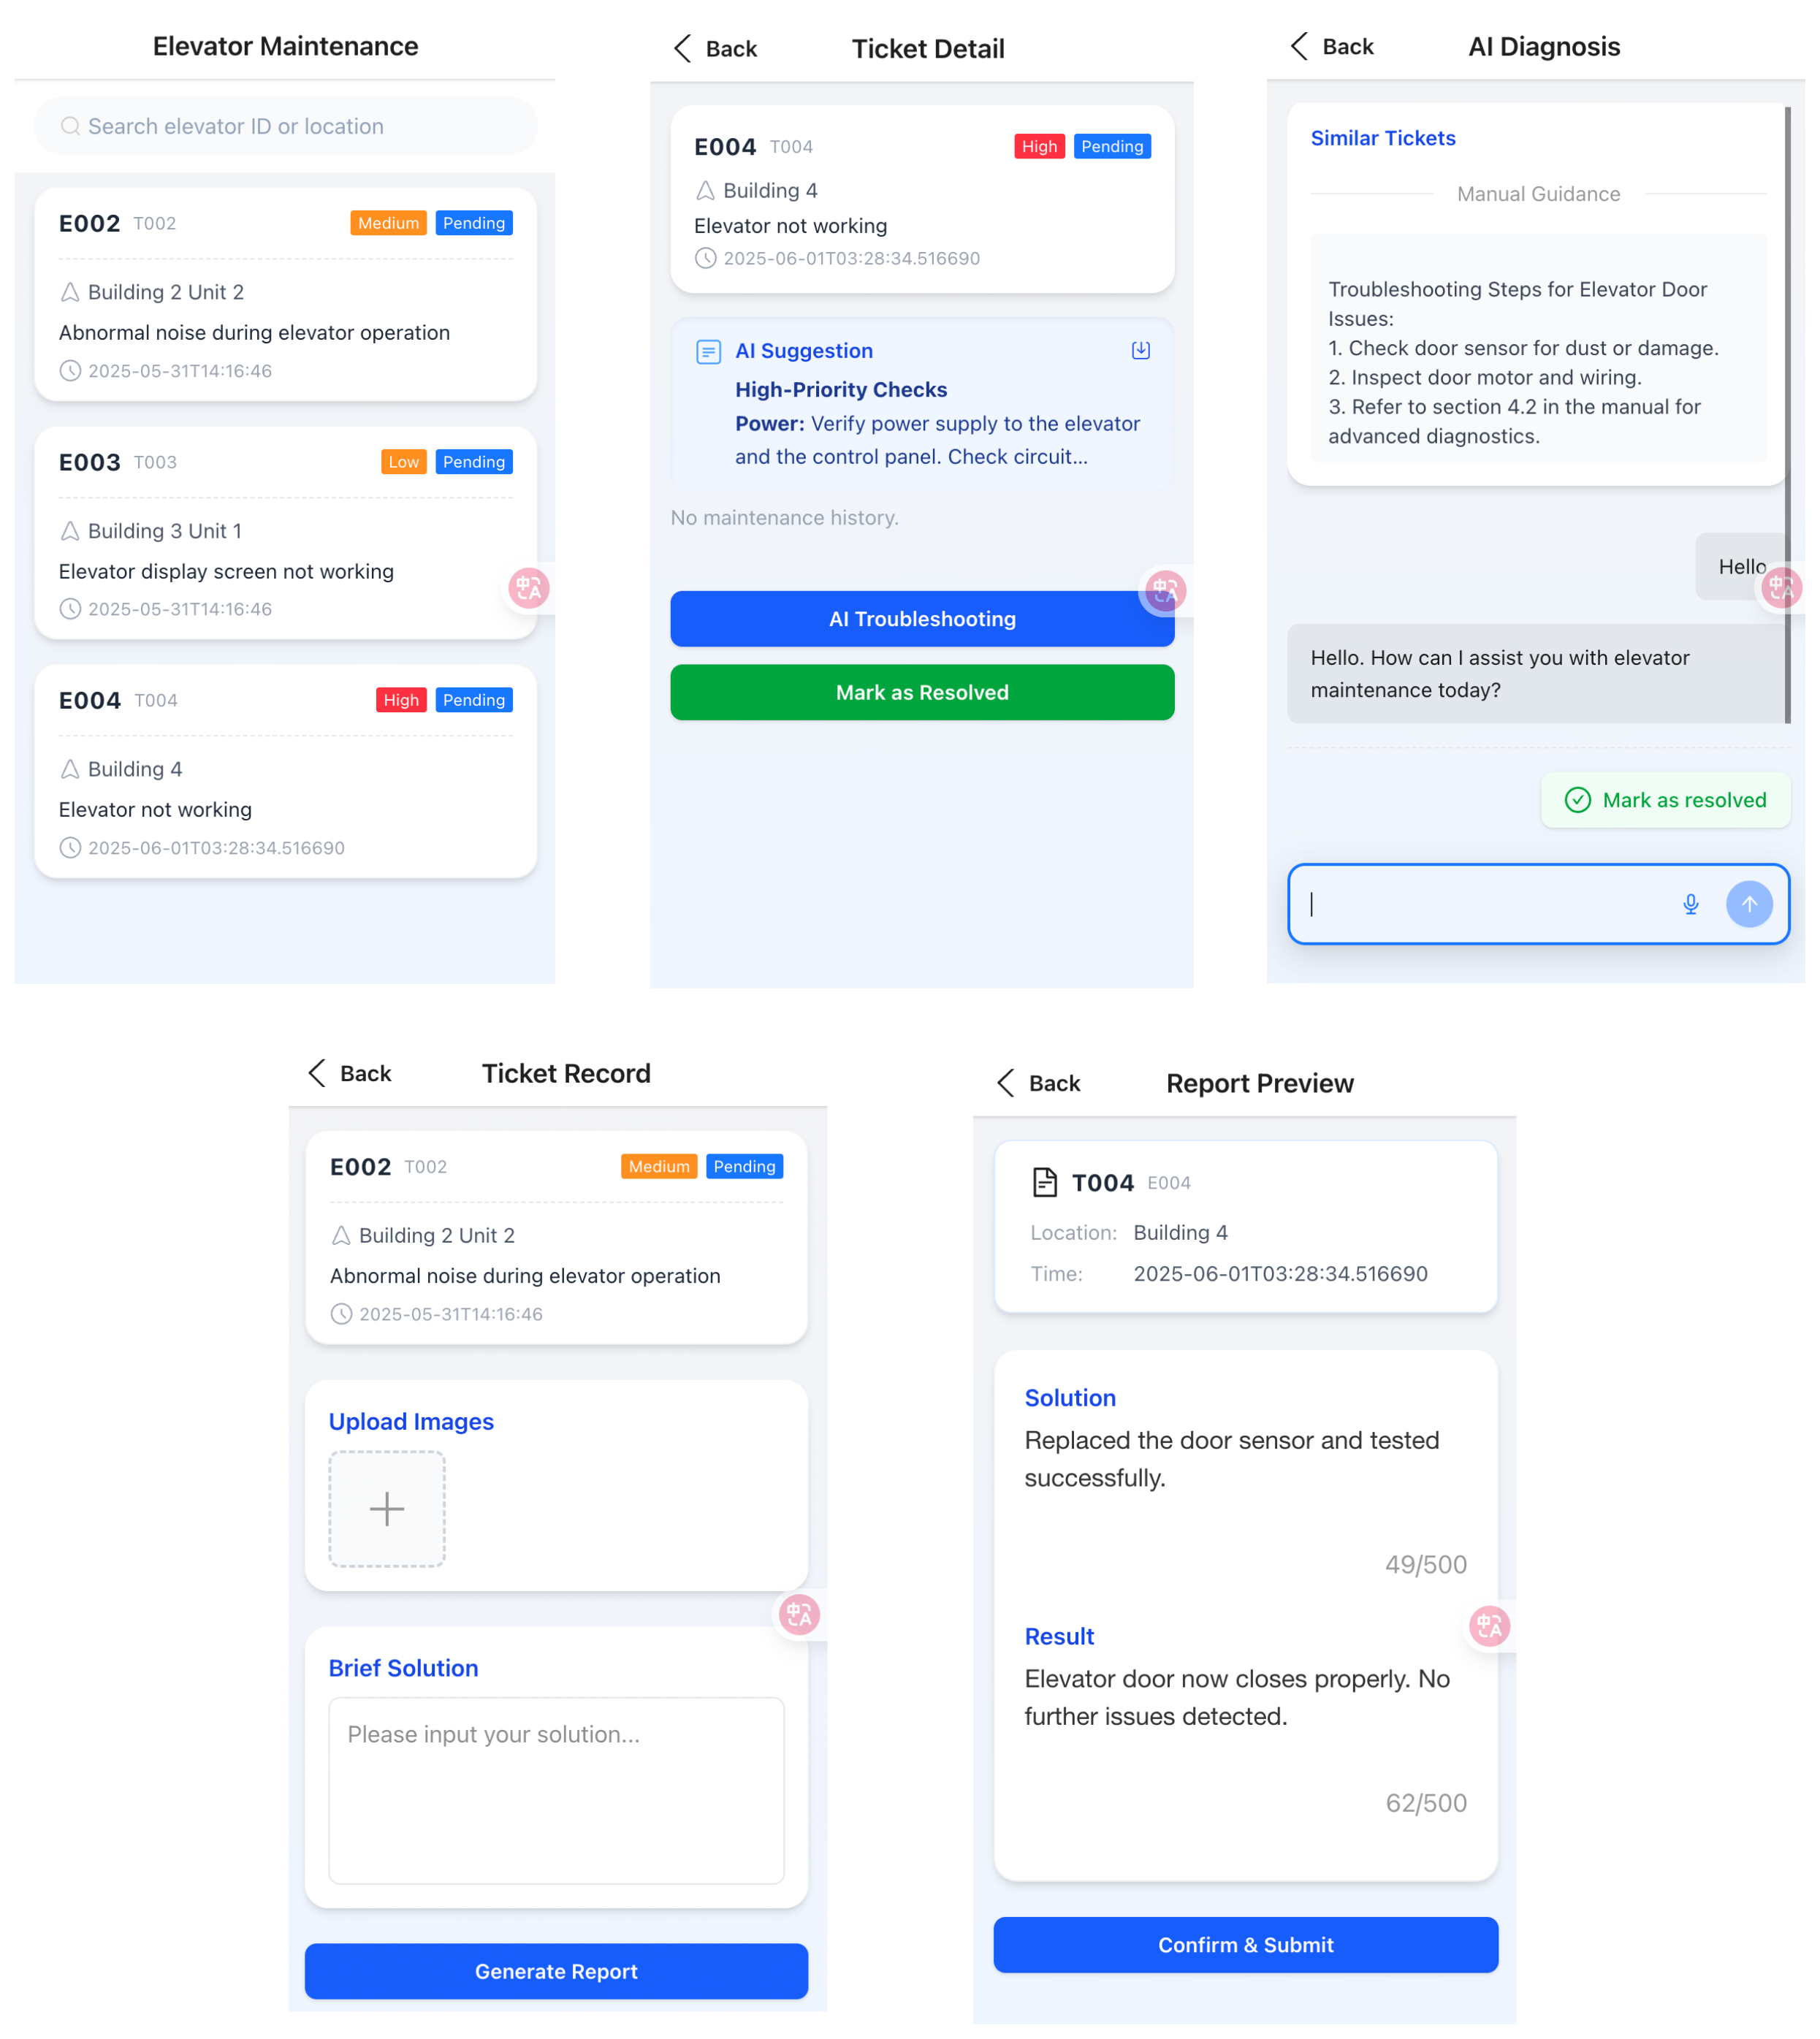 Elevator Maintenance
Search elevator ID or location
E002 T002 Medium Pending
Building 2 Unit 2
Abnormal noise during elevator operation
2025-05-31T14:16:46
E003 T003 Low Pending
Building 3 Unit 1
Elevator display screen not working
2025-05-31T14:16:46
E004 T004 High Pending
Building 4
Elevator not working
2025-06-01T03:28:34.516690
中A
Back Ticket Detail
E004 T004 High Pending
Building 4
Elevator not working
2025-06-01T03:28:34.516690
AI Suggestion
High-Priority Checks
Power: Verify power supply to the elevator
and the control panel. Check circuit...
No maintenance history.
中A
AI Troubleshooting
Mark as Resolved
Back AI Diagnosis
Similar Tickets
Manual Guidance
Troubleshooting Steps for Elevator Door
Issues:
1. Check door sensor for dust or damage.
2. Inspect door motor and wiring.
3. Refer to section 4.2 in the manual for
advanced diagnostics.
Hello
中A
Hello. How can I assist you with elevator
maintenance today?
Mark as resolved
Back Ticket Record
E002 T002 Medium Pending
Building 2 Unit 2
Abnormal noise during elevator operation
2025-05-31T14:16:46
Upload Images
中A
Brief Solution
Please input your solution...
Generate Report
Back Report Preview
T004 E004
Location: Building 4
Time: 2025-06-01T03:28:34.516690
Solution
Replaced the door sensor and tested
successfully.
49/500
Result
中A
Elevator door now closes properly. No
further issues detected.
62/500
Confirm & Submit